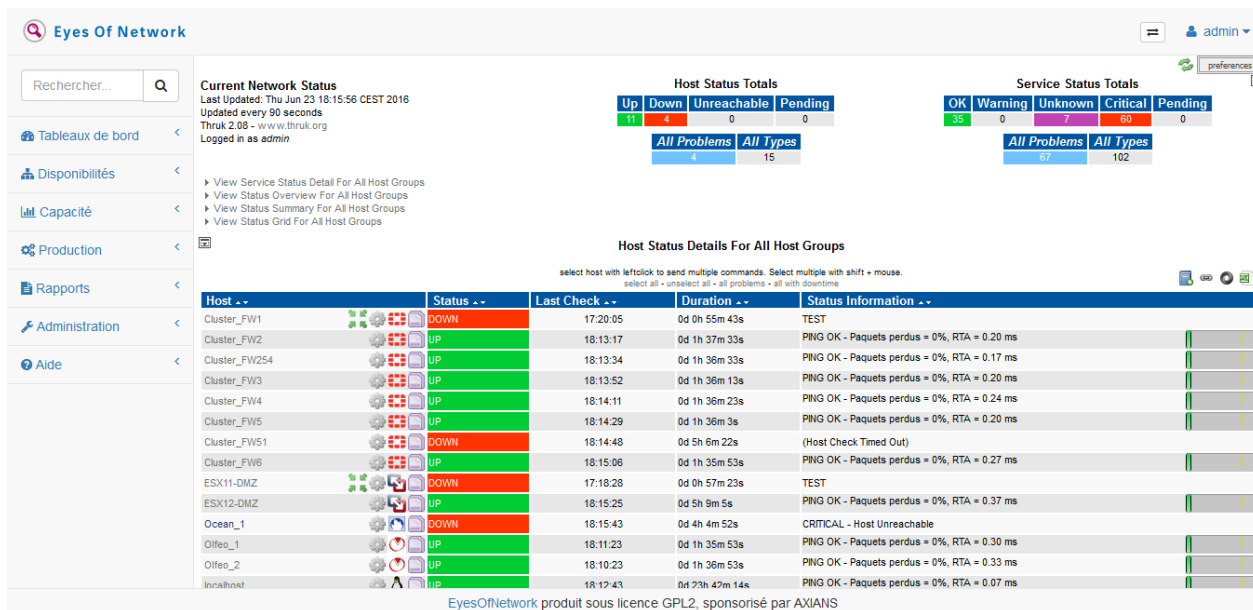 Eyes Of Network
admin
preferences
Rechercher...
Tableaux de bord
Disponibilités
Capacité
Production
Rapports
Administration
Aide
Current Network Status
Last Updated: Thu Jun 23 18:15:56 CEST 2016
Updated every 90 seconds
Thruk 2.08 - www.thruk.org
Logged in as admin
View Service Status Detail For All Host Groups
View Status Overview For All Host Groups
View Status Summary For All Host Groups
View Status Grid For All Host Groups
Host Status Totals
Up Down Unreachable Pending
11 4 0 0
All Problems All Types
4 15
Service Status Totals
OK Warning Unknown Critical Pending
35 0 7 60 0
All Problems All Types
67 102
Host Status Details For All Host Groups
select host with leftclick to send multiple commands. Select multiple with shift + mouse.
select all - unselect all - all problems - all with downtime
Host Status Last Check Duration Status Information
Cluster_FW1 DOWN 17:20:05 0d 0h 55m 43s TEST
Cluster_FW2 UP 18:13:17 0d 1h 37m 33s PING OK - Paquets perdus = 0%, RTA = 0.20 ms
Cluster_FW254 UP 18:13:34 0d 1h 36m 33s PING OK - Paquets perdus = 0%, RTA = 0.17 ms
Cluster_FW3 UP 18:13:52 0d 1h 36m 13s PING OK - Paquets perdus = 0%, RTA = 0.20 ms
Cluster_FW4 UP 18:14:11 0d 1h 36m 23s PING OK - Paquets perdus = 0%, RTA = 0.24 ms
Cluster_FW5 UP 18:14:29 0d 1h 36m 3s PING OK - Paquets perdus = 0%, RTA = 0.20 ms
Cluster_FW51 DOWN 18:14:48 0d 5h 6m 22s (Host Check Timed Out)
Cluster_FW6 UP 18:15:06 0d 1h 35m 53s PING OK - Paquets perdus = 0%, RTA = 0.27 ms
ESX11-DMZ DOWN 17:18:28 0d 0h 57m 23s TEST
ESX12-DMZ UP 18:15:25 0d 5h 9m 5s PING OK - Paquets perdus = 0%, RTA = 0.37 ms
Ocean_1 DOWN 18:15:43 0d 4h 4m 52s CRITICAL - Host Unreachable
Olfeo_1 UP 18:11:23 0d 1h 35m 53s PING OK - Paquets perdus = 0%, RTA = 0.30 ms
Olfeo_2 UP 18:10:23 0d 1h 36m 53s PING OK - Paquets perdus = 0%, RTA = 0.33 ms
localhost UP 18:12:43 0d 23h 42m 14s PING OK - Paquets perdus = 0%, RTA = 0.07 ms
EyesOfNetwork produit sous licence GPL2, sponsorisé par AXIANS